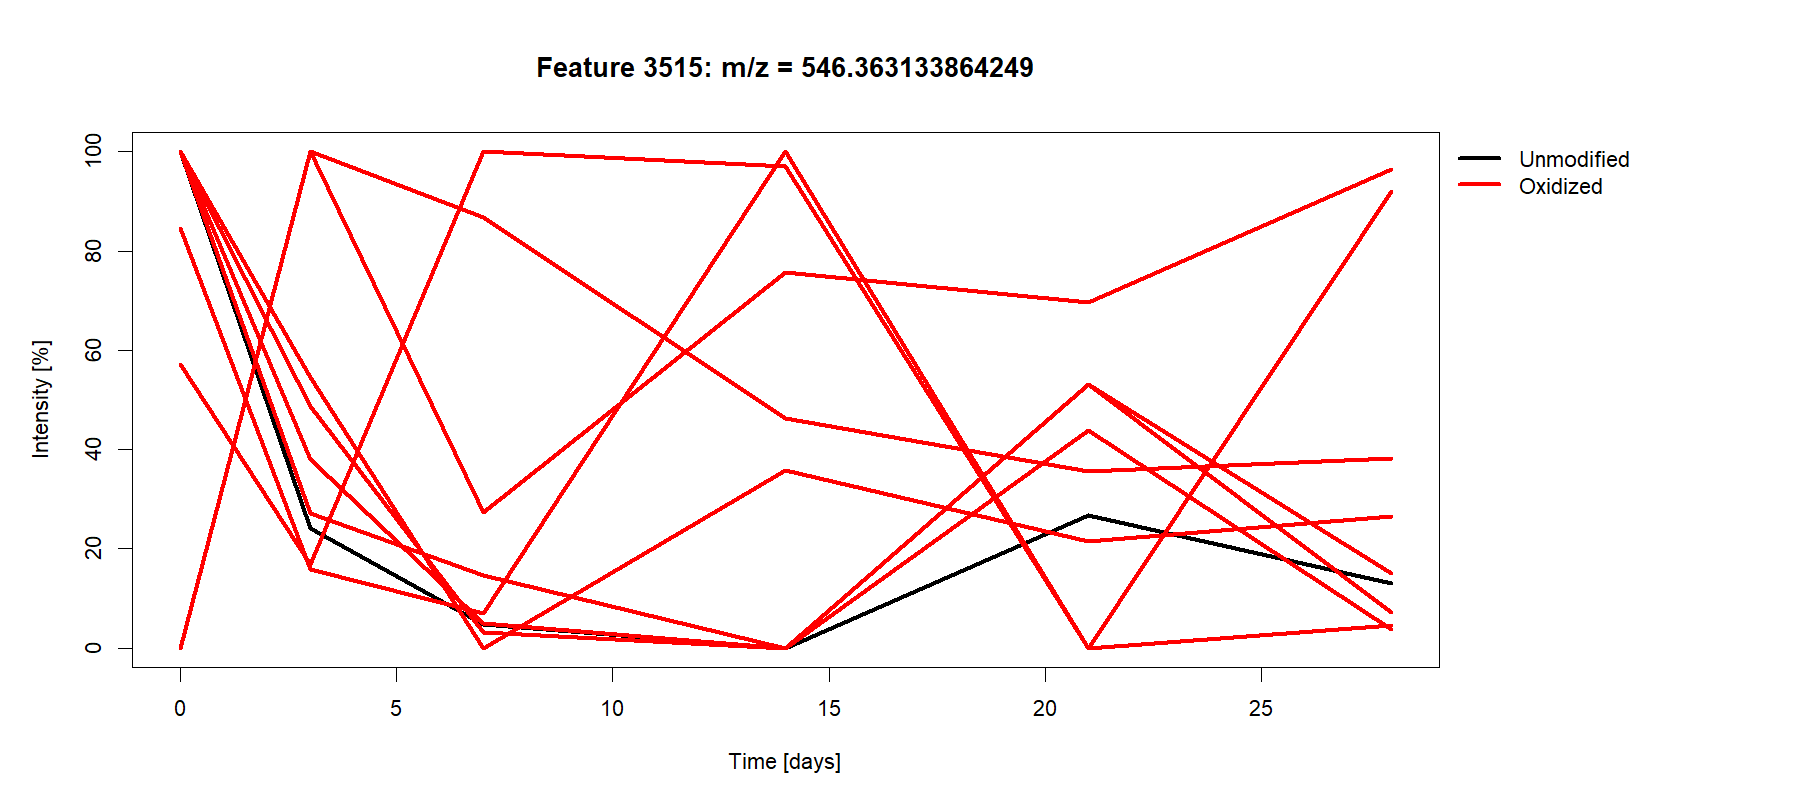 Feature 3515: m/z = 546.363133864249
Unmodified
Oxidized
Intensity [%]
100
80
60
40
20
0
0 5 10 15 20 25
Time [days]